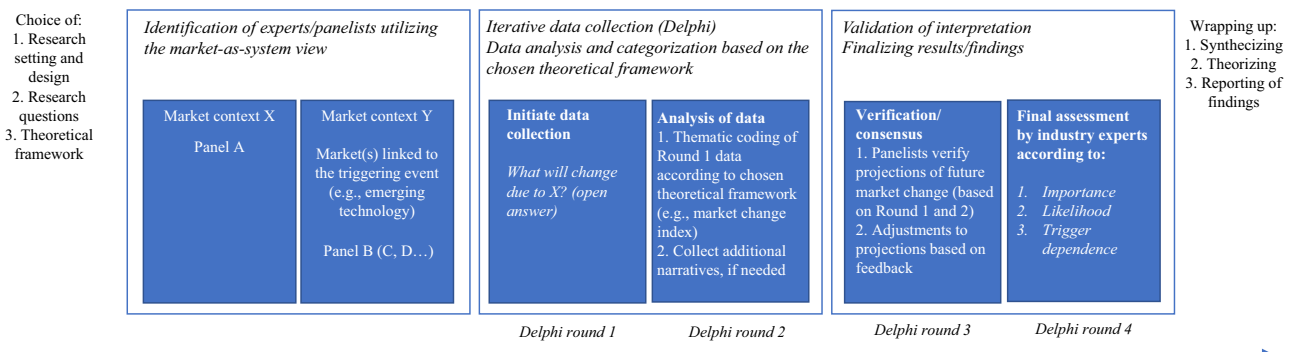 Choice of:
1. Research
setting and
design
2. Research
questions
3. Theoretical
framework
Identification of experts/panelists utilizing
the market-as-system view
Market context X
Panel A
Market context Y
Market(s) linked to
the triggering event
(e.g., emerging
technology)
Panel B (C, D…)
Iterative data collection (Delphi)
Data analysis and categorization based on the
chosen theoretical framework
Initiate data
collection
What will change
due to X? (open
answer)
Analysis of data
1. Thematic coding of
Round 1 data
according to chosen
theoretical framework
(e.g., market change
index)
2. Collect additional
narratives, if needed
Delphi round 1
Delphi round 2
Validation of interpretation
Finalizing results/findings
Verification/
consensus
1. Panelists verify
projections of future
market change (based
on Round 1 and 2)
2. Adjustments to
projections based on
feedback
Final assessment
by industry experts
according to:
1. Importance
2. Likelihood
3. Trigger
dependence
Delphi round 3
Delphi round 4
Wrapping up:
1. Synthecizing
2. Theorizing
3. Reporting of
findings